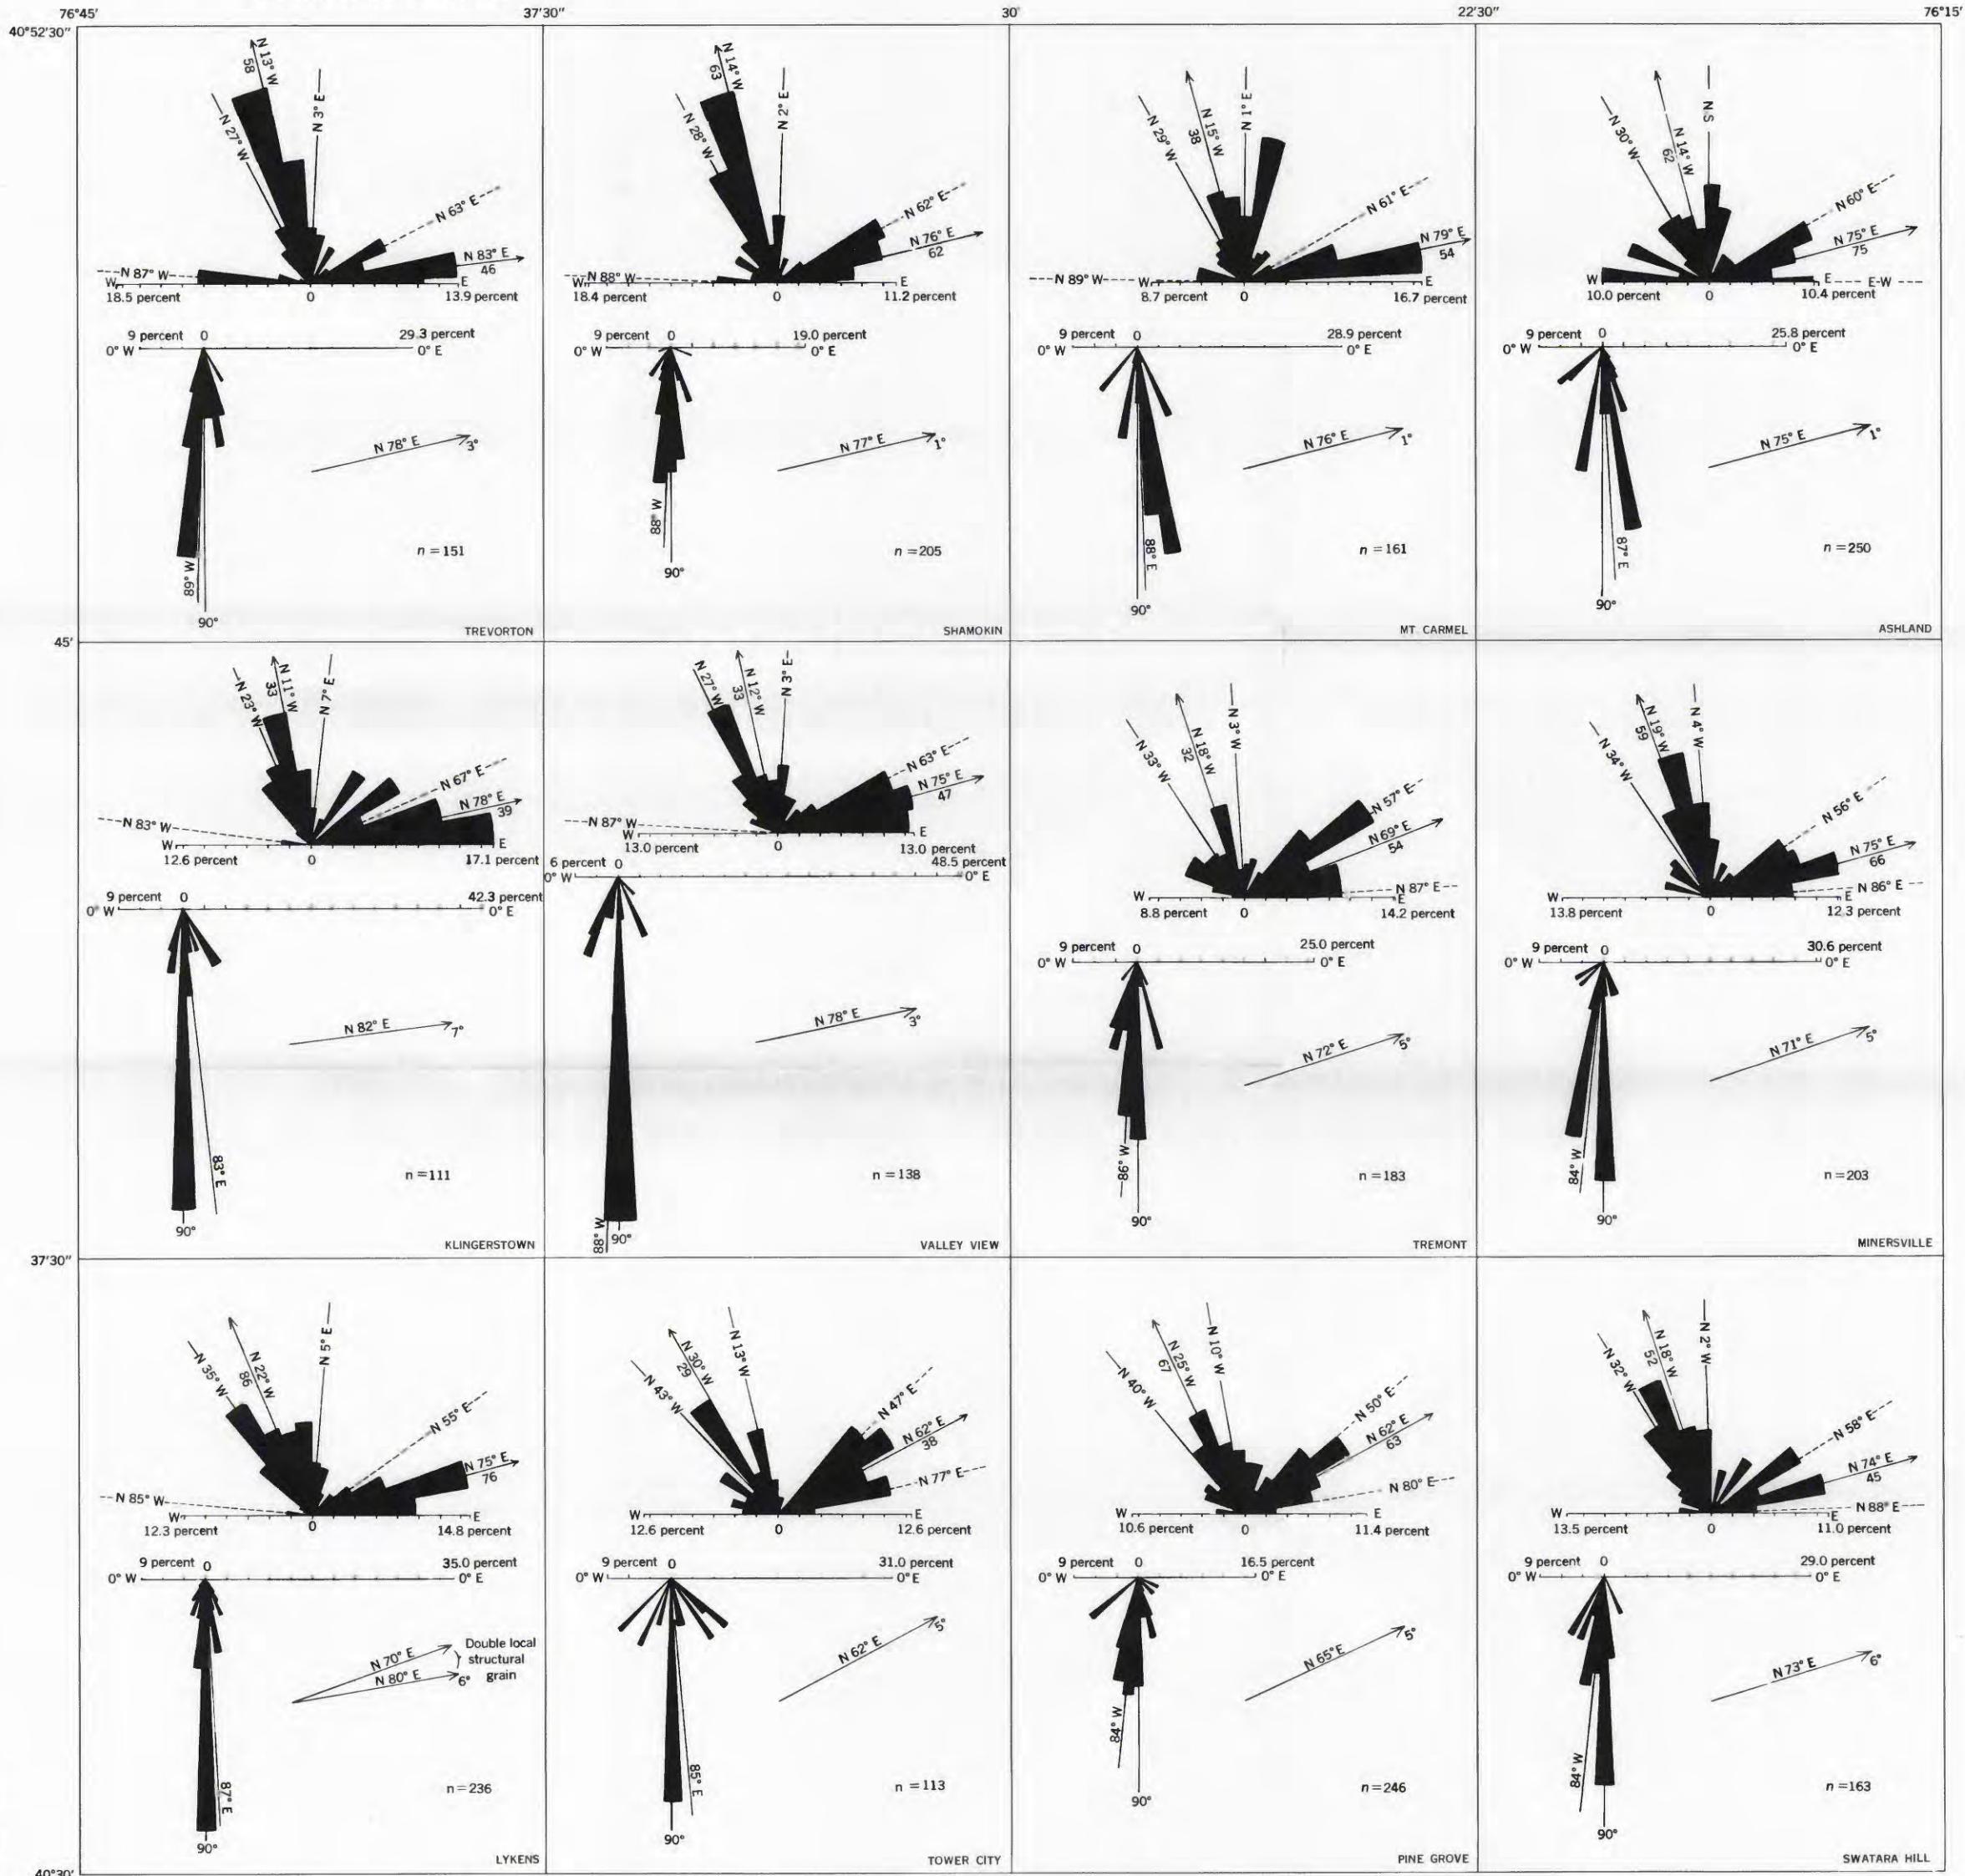 76°45′
37′30″
30′
22′30″
76°15′
40°52′30″
N 13° W
58
N 27° W
N 3° E
N 63° E
N 83° E
46
N 87° W
W
E
18.5 percent
0
13.9 percent
9 percent
0
29.3 percent
0° W
0° E
N 78° E
3°
n = 151
89° W
90°
TREVORTON
N 14° W
63
N 28° W
N 2° E
N 62° E
N 76° E
62
N 88° W
W
E
18.4 percent
0
11.2 percent
9 percent
0
19.0 percent
0° W
0° E
N 77° E
1°
88° W
n = 205
90°
SHAMOKIN
N 29° W
N 15° W
38
N 1° E
N 61° E
N 79° E
54
N 89° W
W
E
8.7 percent
0
16.7 percent
9 percent
0
28.9 percent
0° W
0° E
N 76° E
1°
88° E
n = 161
90°
MT CARMEL
N 30° W
N 14° W
62
NS
N 60° E
N 75° E
75
W
E
E-W
10.0 percent
0
10.4 percent
9 percent
0
25.8 percent
0° W
0° E
N 75° E
1°
87° E
n = 250
90°
ASHLAND
45′
N 23° W
N 11° W
33
N 7° E
N 67° E
N 78° E
39
N 83° W
W
E
12.6 percent
0
17.1 percent
9 percent
0
42.3 percent
0° W
0° E
N 82° E
7°
83° E
n = 111
90°
KLINGERSTOWN
N 27° W
N 12° W
33
N 3° E
N 63° E
N 75° E
47
N 87° W
W
E
13.0 percent
0
13.0 percent
6 percent
0
48.5 percent
0° W
0° E
N 78° E
3°
n = 138
88° W
90°
VALLEY VIEW
N 33° W
N 18° W
32
N 3° W
N 57° E
N 69° E
54
N 87° E
W
E
8.8 percent
0
14.2 percent
9 percent
0
25.0 percent
0° W
0° E
N 72° E
5°
86° W
n = 183
90°
TREMONT
N 34° W
N 19° W
59
N 4° W
N 56° E
N 75° E
66
N 86° E
W
E
13.8 percent
0
12.3 percent
9 percent
0
30.6 percent
0° W
0° E
N 71° E
5°
84° W
n = 203
90°
MINERSVILLE
37′30″
N 35° W
N 22° W
86
N 5° E
N 55° E
N 75° E
76
N 85° W
W
E
12.3 percent
0
14.8 percent
9 percent
0
35.0 percent
0° W
0° E
N 70° E
N 80° E
6°
Double local
structural
grain
87° E
n = 236
90°
LYKENS
N 43° W
N 30° W
29
N 13° W
N 47° E
N 62° E
38
N 77° E
W
E
12.6 percent
0
12.6 percent
9 percent
0
31.0 percent
0° W
0° E
N 62° E
5°
85° E
n = 113
90°
TOWER CITY
N 40° W
N 25° W
67
N 10° W
N 50° E
N 62° E
63
N 80° E
W
E
10.6 percent
0
11.4 percent
9 percent
0
16.5 percent
0° W
0° E
N 65° E
5°
84° W
n = 246
90°
PINE GROVE
N 32° W
N 18° W
52
N 2° W
N 58° E
N 74° E
45
N 88° E
W
E
13.5 percent
0
11.0 percent
9 percent
0
29.0 percent
0° W
0° E
N 73° E
6°
84° W
n = 163
90°
SWATARA HILL
40°30′